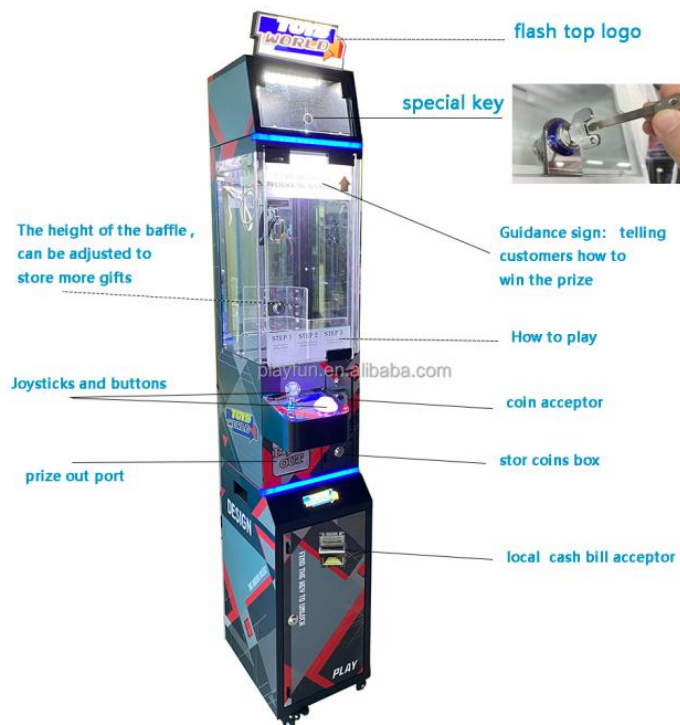 TOYS
WORLD
flash top logo
special key
The height of the baffle ,
can be adjusted to
store more gifts
Guidance sign: telling
customers how to
win the prize
STEP 1
STEP 2
STEP 3
How to play
playfun.en.alibaba.com
Joysticks and buttons
coin acceptor
TOYS
WORLD
OUT
stor coins box
prize out port
DESIGN
FIND THE KEY TO UNLOCK
local cash bill acceptor
PLAY